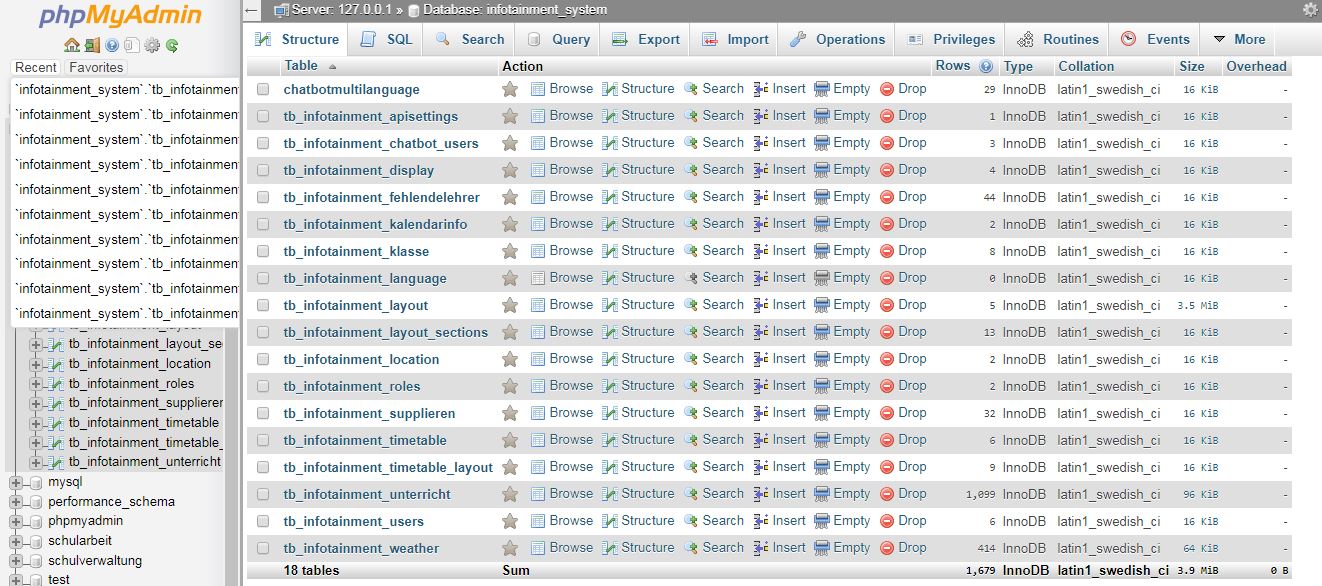 phpMyAdmin
Recent Favorites
`infotainment_system`.`tb_infotainment
`infotainment_system`.`tb_infotainment
`infotainment_system`.`tb_infotainment
`infotainment_system`.`tb_infotainment
`infotainment_system`.`tb_infotainment
`infotainment_system`.`tb_infotainment
`infotainment_system`.`tb_infotainment
`infotainment_system`.`tb_infotainment
`infotainment_system`.`tb_infotainment
`infotainment_system`.`tb_infotainment
tb_infotainment_layout
tb_infotainment_layout_se
tb_infotainment_location
tb_infotainment_roles
tb_infotainment_supplieren
tb_infotainment_timetable
tb_infotainment_timetable_
tb_infotainment_unterricht
mysql
performance_schema
phpmyadmin
schularbeit
schulverwaltung
test
Server: 127.0.0.1 » Database: infotainment_system
Structure SQL Search Query Export Import Operations Privileges Routines Events More
Table Action Rows Type Collation Size Overhead
chatbotmultilanguage Browse Structure Search Insert Empty Drop 29 InnoDB latin1_swedish_ci 16 KiB -
tb_infotainment_apisettings Browse Structure Search Insert Empty Drop 1 InnoDB latin1_swedish_ci 16 KiB -
tb_infotainment_chatbot_users Browse Structure Search Insert Empty Drop 3 InnoDB latin1_swedish_ci 16 KiB -
tb_infotainment_display Browse Structure Search Insert Empty Drop 4 InnoDB latin1_swedish_ci 16 KiB -
tb_infotainment_fehlendelehrer Browse Structure Search Insert Empty Drop 44 InnoDB latin1_swedish_ci 16 KiB -
tb_infotainment_kalendarinfo Browse Structure Search Insert Empty Drop 2 InnoDB latin1_swedish_ci 16 KiB -
tb_infotainment_klasse Browse Structure Search Insert Empty Drop 8 InnoDB latin1_swedish_ci 16 KiB -
tb_infotainment_language Browse Structure Search Insert Empty Drop 0 InnoDB latin1_swedish_ci 16 KiB -
tb_infotainment_layout Browse Structure Search Insert Empty Drop 5 InnoDB latin1_swedish_ci 3.5 MiB -
tb_infotainment_layout_sections Browse Structure Search Insert Empty Drop 13 InnoDB latin1_swedish_ci 16 KiB -
tb_infotainment_location Browse Structure Search Insert Empty Drop 2 InnoDB latin1_swedish_ci 16 KiB -
tb_infotainment_roles Browse Structure Search Insert Empty Drop 2 InnoDB latin1_swedish_ci 16 KiB -
tb_infotainment_supplieren Browse Structure Search Insert Empty Drop 32 InnoDB latin1_swedish_ci 16 KiB -
tb_infotainment_timetable Browse Structure Search Insert Empty Drop 6 InnoDB latin1_swedish_ci 16 KiB -
tb_infotainment_timetable_layout Browse Structure Search Insert Empty Drop 9 InnoDB latin1_swedish_ci 16 KiB -
tb_infotainment_unterricht Browse Structure Search Insert Empty Drop 1,099 InnoDB latin1_swedish_ci 96 KiB -
tb_infotainment_users Browse Structure Search Insert Empty Drop 6 InnoDB latin1_swedish_ci 16 KiB -
tb_infotainment_weather Browse Structure Search Insert Empty Drop 414 InnoDB latin1_swedish_ci 64 KiB -
18 tables Sum 1,679 InnoDB latin1_swedish_ci 3.9 MiB 0 B